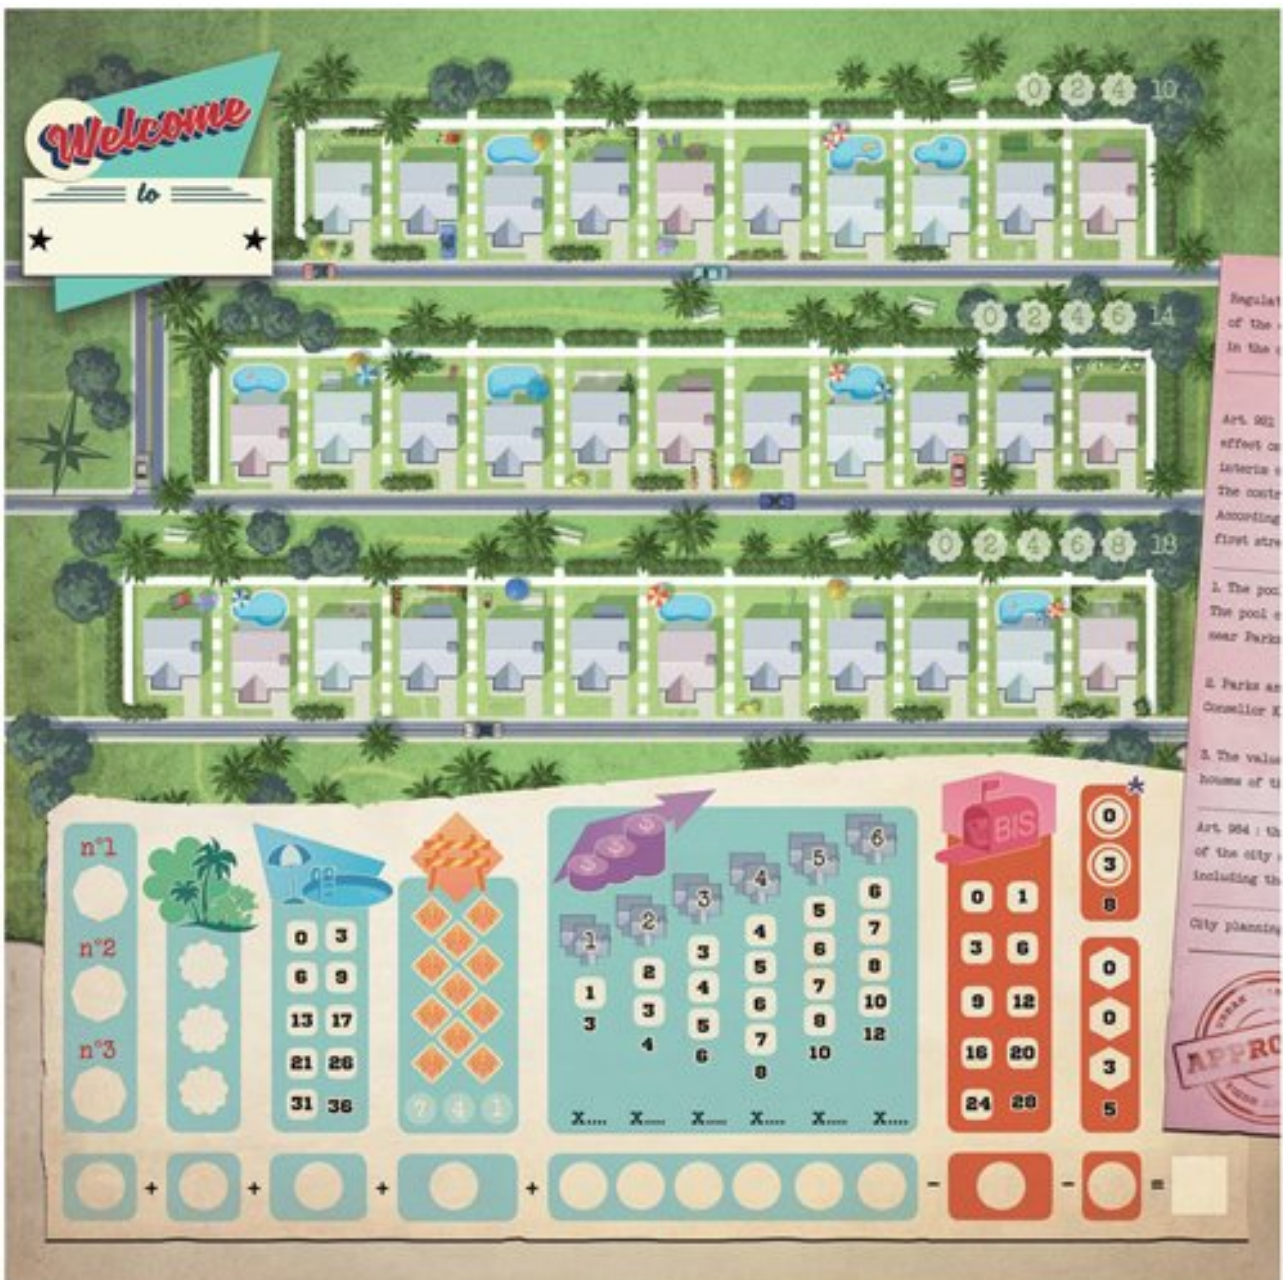 Welcome
to
0 2 4 10
0 2 4 6 14
0 2 4 6 8 18
Regulat
of the
in the
Art.
effect
interim
The contr
According
first stre
1. The poo
The pool
near Parks
2. Parks an
Consellor K
3. The value
houses of t
Art. 984 : th
of the city
including th
City planning
APPRO
n°1
n°2
n°3
0 3
6 9
13 17
21 26
31 36
7 4 1
1 2 3 4 5 6
1 3
2 3 4
3 4 5 6
4 5 6 7 8
5 6 7 8 10
6 7 8 10 12
X.... X.... X.... X.... X.... X....
BIS
0 1
3 6
9 12
16 20
24 28
*
0
3
8
0
0
3
5
+ + + + - - =